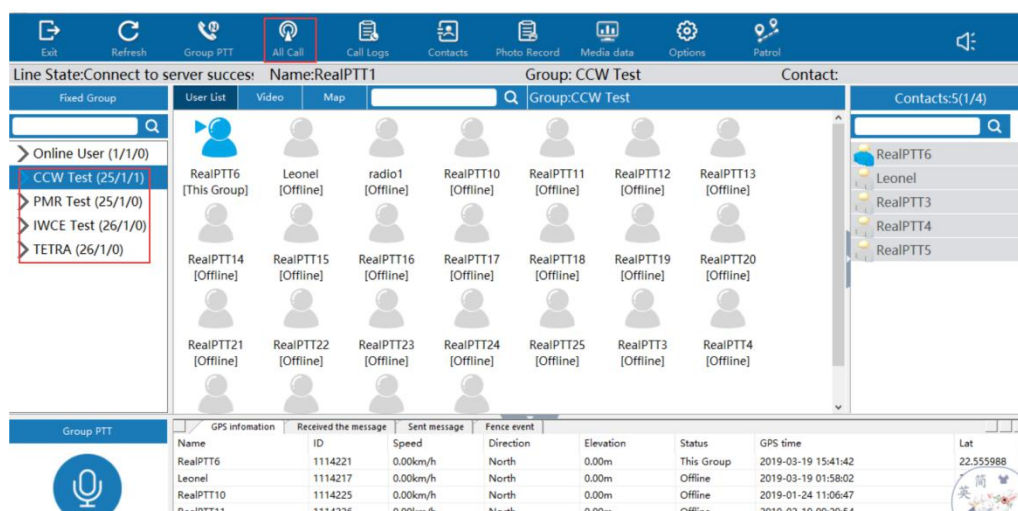 Exit Refresh Group PTT All Call Call Logs Contacts Photo Record Media data Options Patrol
Line State:Connect to server succes Name:RealPTT1 Group: CCW Test Contact:
Fixed Group
User List Video Map Group:CCW Test
Contacts:5(1/4)
Online User (1/1/0)
CCW Test (25/1/1)
PMR Test (25/1/0)
IWCE Test (26/1/0)
TETRA (26/1/0)
RealPTT6 Leonel radio1 RealPTT10 RealPTT11 RealPTT12 RealPTT13
[This Group] [Offline] [Offline] [Offline] [Offline] [Offline] [Offline]
RealPTT14 RealPTT15 RealPTT16 RealPTT17 RealPTT18 RealPTT19 RealPTT20
[Offline] [Offline] [Offline] [Offline] [Offline] [Offline] [Offline]
RealPTT21 RealPTT22 RealPTT23 RealPTT24 RealPTT25 RealPTT3 RealPTT4
[Offline] [Offline] [Offline] [Offline] [Offline] [Offline] [Offline]
RealPTT6
Leonel
RealPTT3
RealPTT4
RealPTT5
Group PTT
GPS infomation Received the message Sent message Fence event
Name ID Speed Direction Elevation Status GPS time Lat
RealPTT6 1114221 0.00km/h North 0.00m This Group 2019-03-19 15:41:42 22.555988
Leonel 1114217 0.00km/h North 0.00m Offline 2019-03-19 01:58:02
RealPTT10 1114225 0.00km/h North 0.00m Offline 2019-01-24 11:06:47
英 简